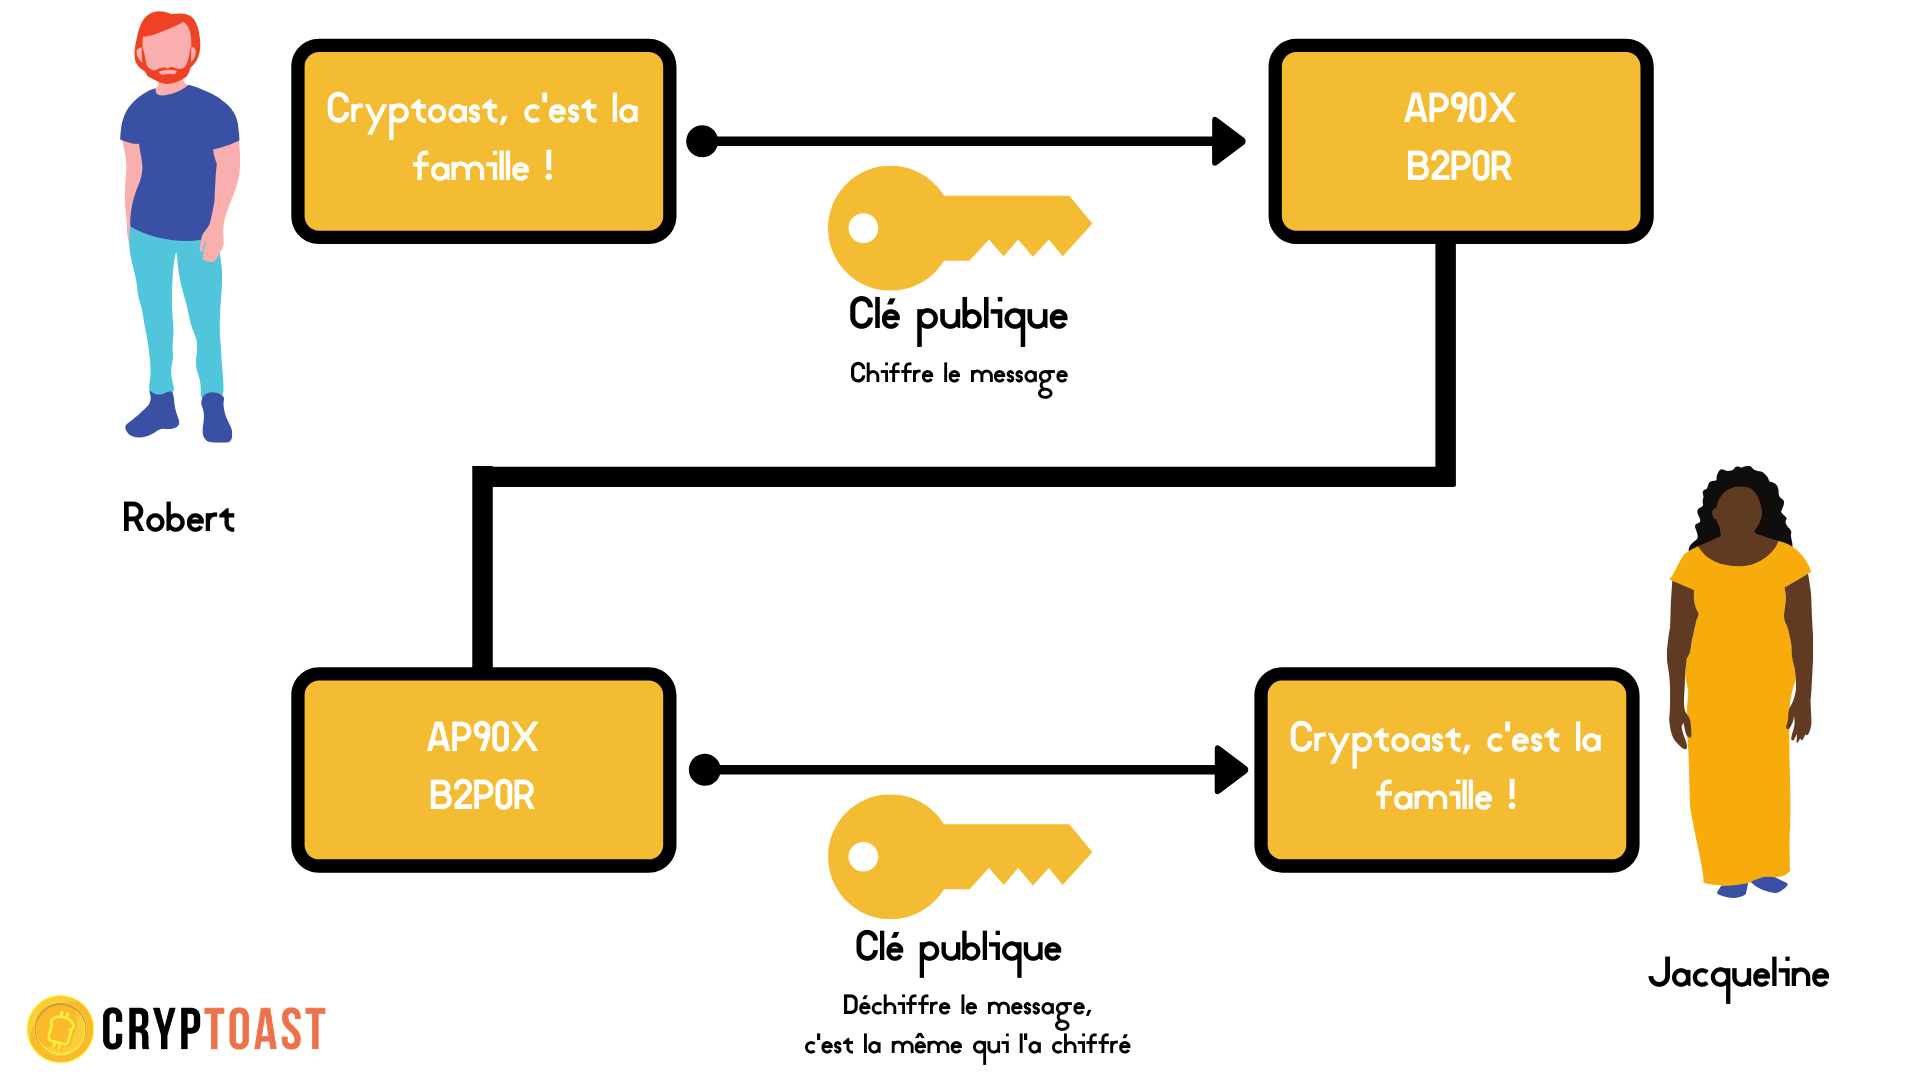 Cryptoast, c'est la
famille !
AP90X
B2P0R
Clé publique
Chiffre le message
Robert
AP90X
B2P0R
Cryptoast, c'est la
famille !
Clé publique
Déchiffre le message,
c'est la même qui l'a chiffré
Jacqueline
CRYPTOAST